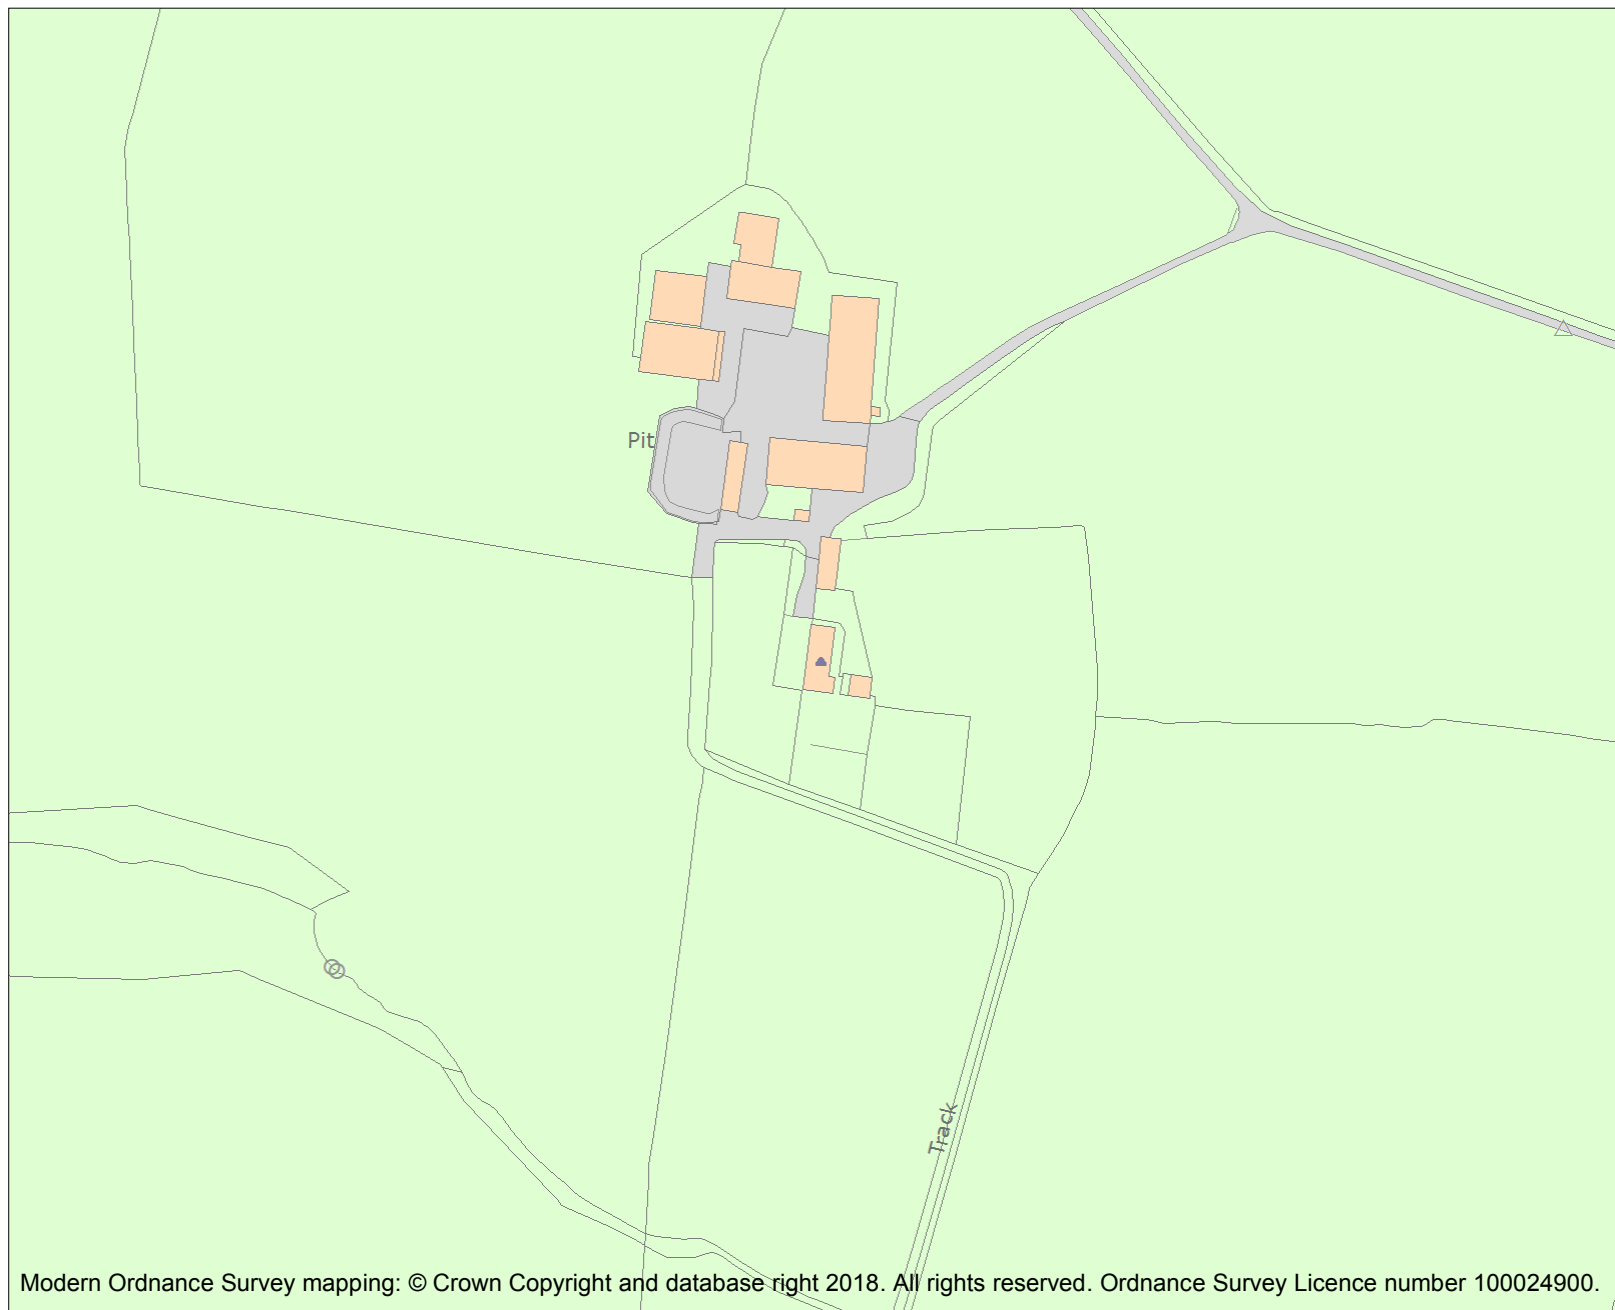 Pit
Track
Modern Ordnance Survey mapping: © Crown Copyright and database right 2018. All rights reserved. Ordnance Survey Licence number 100024900.